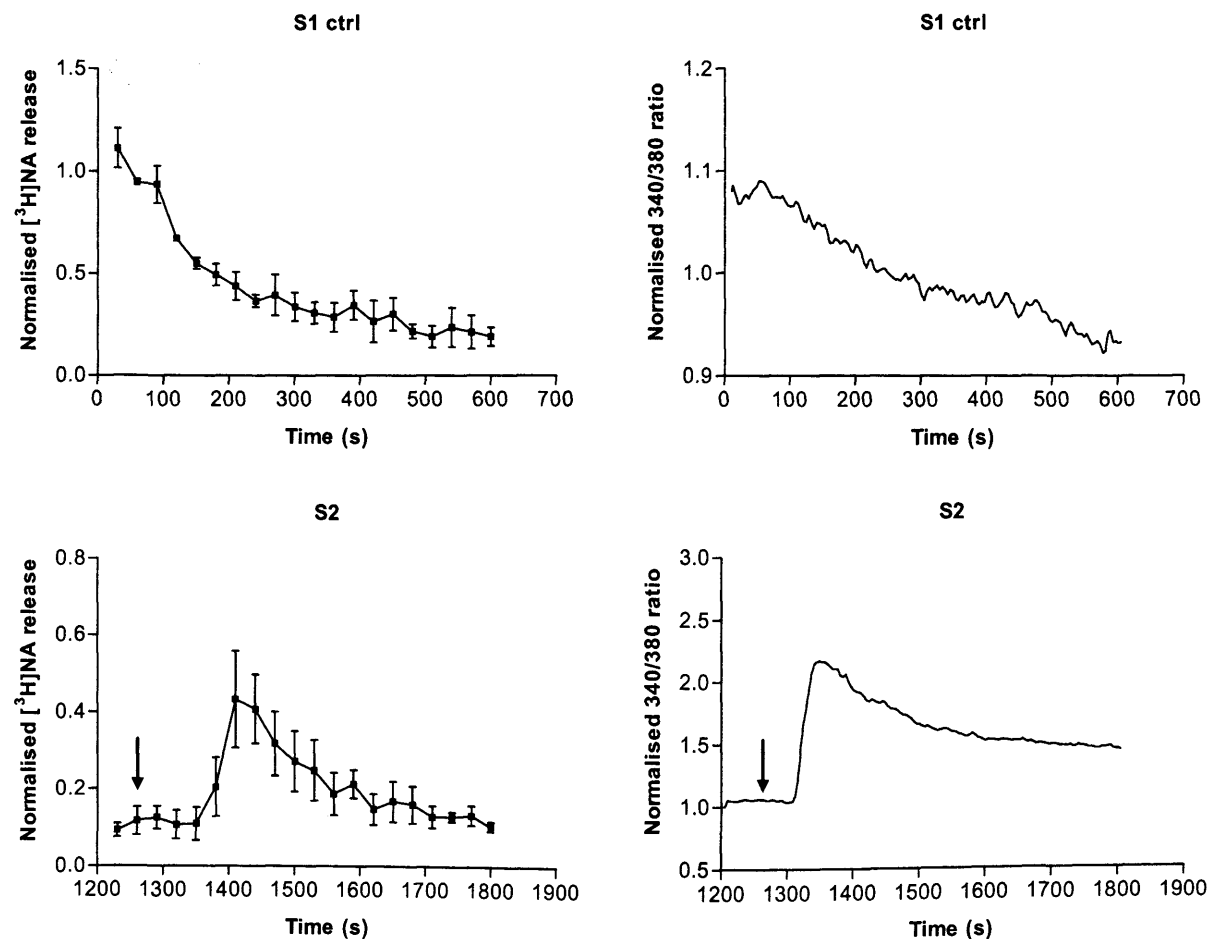 S1 ctrl
Normalised [³H]NA release
1.5
1.0
0.5
0.0
0 100 200 300 400 500 600 700
Time (s)
S1 ctrl
Normalised 340/380 ratio
1.2
1.1
1.0
0.9
0 100 200 300 400 500 600 700
Time (s)
S2
Normalised [³H]NA release
0.8
0.6
0.4
0.2
0.0
1200 1300 1400 1500 1600 1700 1800 1900
Time (s)
S2
Normalised 340/380 ratio
3.0
2.5
2.0
1.5
1.0
0.5
1200 1300 1400 1500 1600 1700 1800 1900
Time (s)